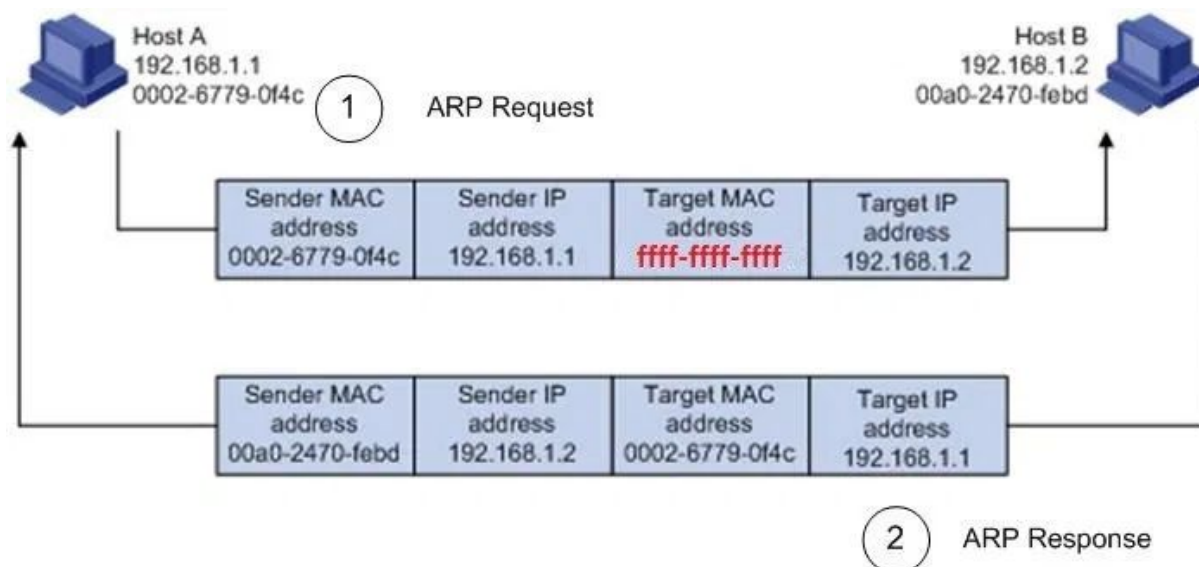 Host A
192.168.1.1
0002-6779-0f4c
1
ARP Request
Host B
192.168.1.2
00a0-2470-febd
Sender MAC
address
0002-6779-0f4c
Sender IP
address
192.168.1.1
Target MAC
address
ffff-ffff-ffff
Target IP
address
192.168.1.2
Sender MAC
address
00a0-2470-febd
Sender IP
address
192.168.1.2
Target MAC
address
0002-6779-0f4c
Target IP
address
192.168.1.1
2
ARP Response